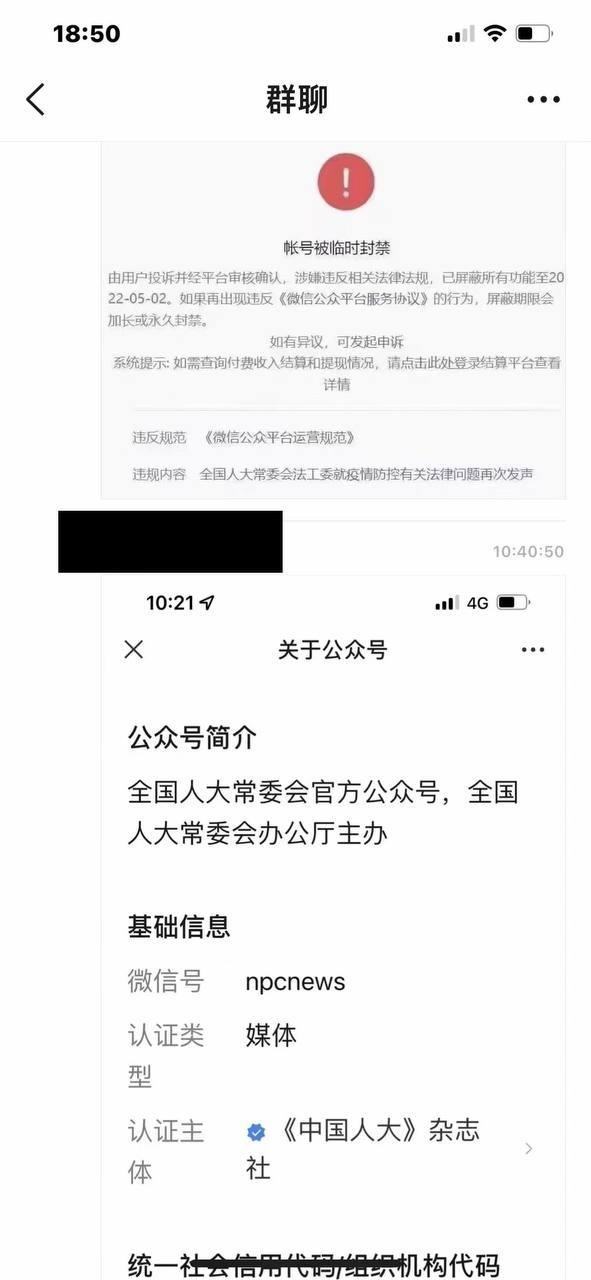 18:50
群聊
帐号被临时封禁
由用户投诉并经平台审核确认，涉嫌违反相关法律法规，已屏蔽所有功能至20
22-05-02。如果再出现违反《微信公众平台服务协议》的行为，屏蔽期限会
加长或永久封禁。
如有异议，可发起申诉
系统提示: 如需查询付费收入结算和提现情况，请点击此处登录结算平台查看
详情
违反规范 《微信公众平台运营规范》
违规内容 全国人大常委会法工委就疫情防控有关法律问题再次发声
10:40:50
10:21 4G
关于公众号
公众号简介
全国人大常委会官方公众号，全国
人大常委会办公厅主办
基础信息
微信号 npcnews
认证类 媒体
型
认证主 《中国人大》杂志
体 社
统一社会信用代码/组织机构代码